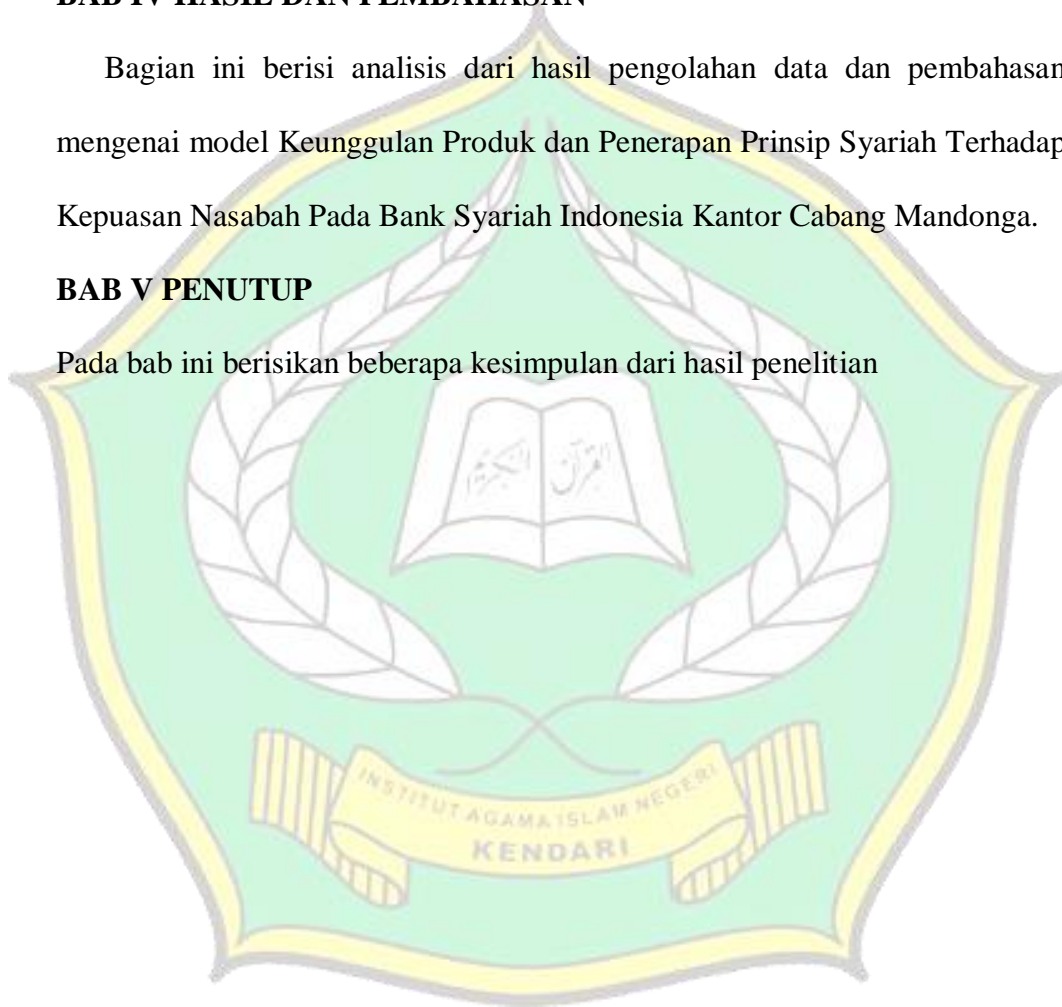 BAB IV HASIL DAN PEMBAHASAN
Bagian ini berisi analisis dari hasil pengolahan data dan pembahasan
mengenai model Keunggulan Produk dan Penerapan Prinsip Syariah Terhadap
Kepuasan Nasabah Pada Bank Syariah Indonesia Kantor Cabang Mandonga.
BAB V PENUTUP
Pada bab ini berisikan beberapa kesimpulan dari hasil penelitian
القرآن الكريم
INSTITUT AGAMA ISLAM NEGERI
KENDARI